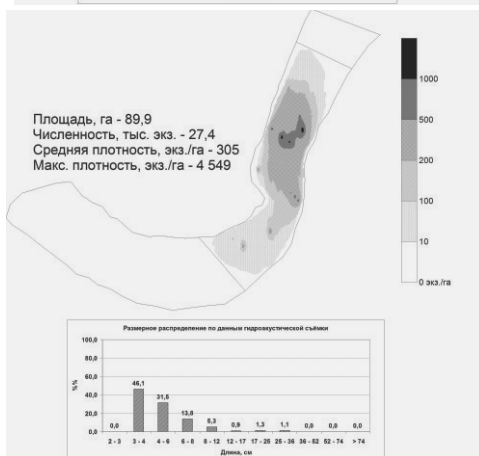 Площадь, га - 89,9
Численность, тыс. экз. - 27,4
Средняя плотность, экз./га - 305
Макс. плотность, экз./га - 4 549
1000
500
200
100
10
0 экз./га
Размерное распределение по данным гидроакустической съёмки
%%
100,0
80,0
60,0
40,0
20,0
0,0
0,0 46,1 31,5 13,8 5,3 0,9 1,3 1,1 0,0 0,0 0,0
2 - 3 3 - 4 4 - 6 6 - 8 8 - 12 12 - 17 17 - 25 25 - 36 36 - 52 52 - 74 > 74
Длина, см